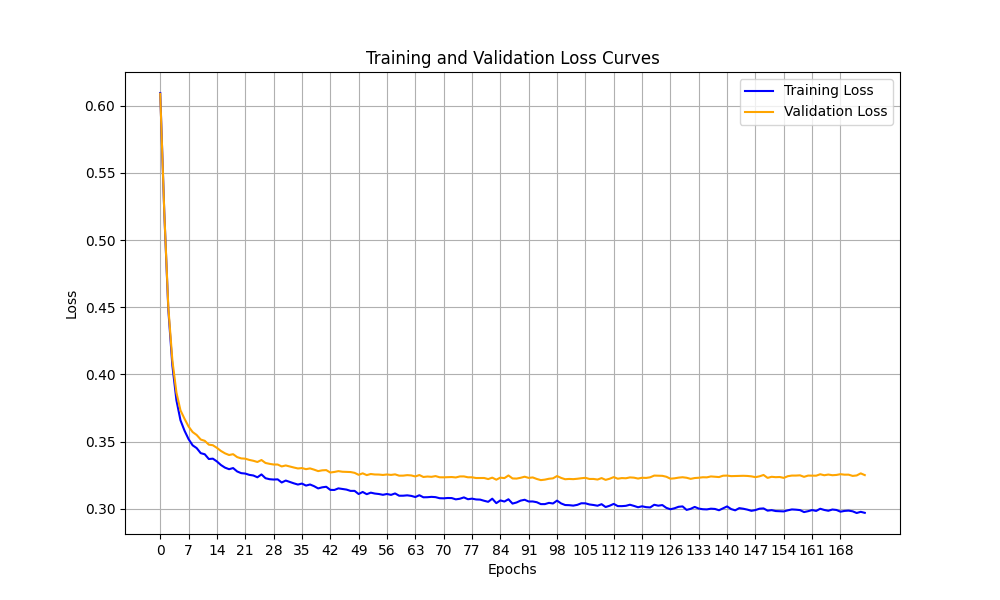 Training and Validation Loss Curves
Training Loss
Validation Loss
0.60
0.55
0.50
0.45
0.40
0.35
0.30
Loss
0 7 14 21 28 35 42 49 56 63 70 77 84 91 98 105 112 119 126 133 140 147 154 161 168
Epochs